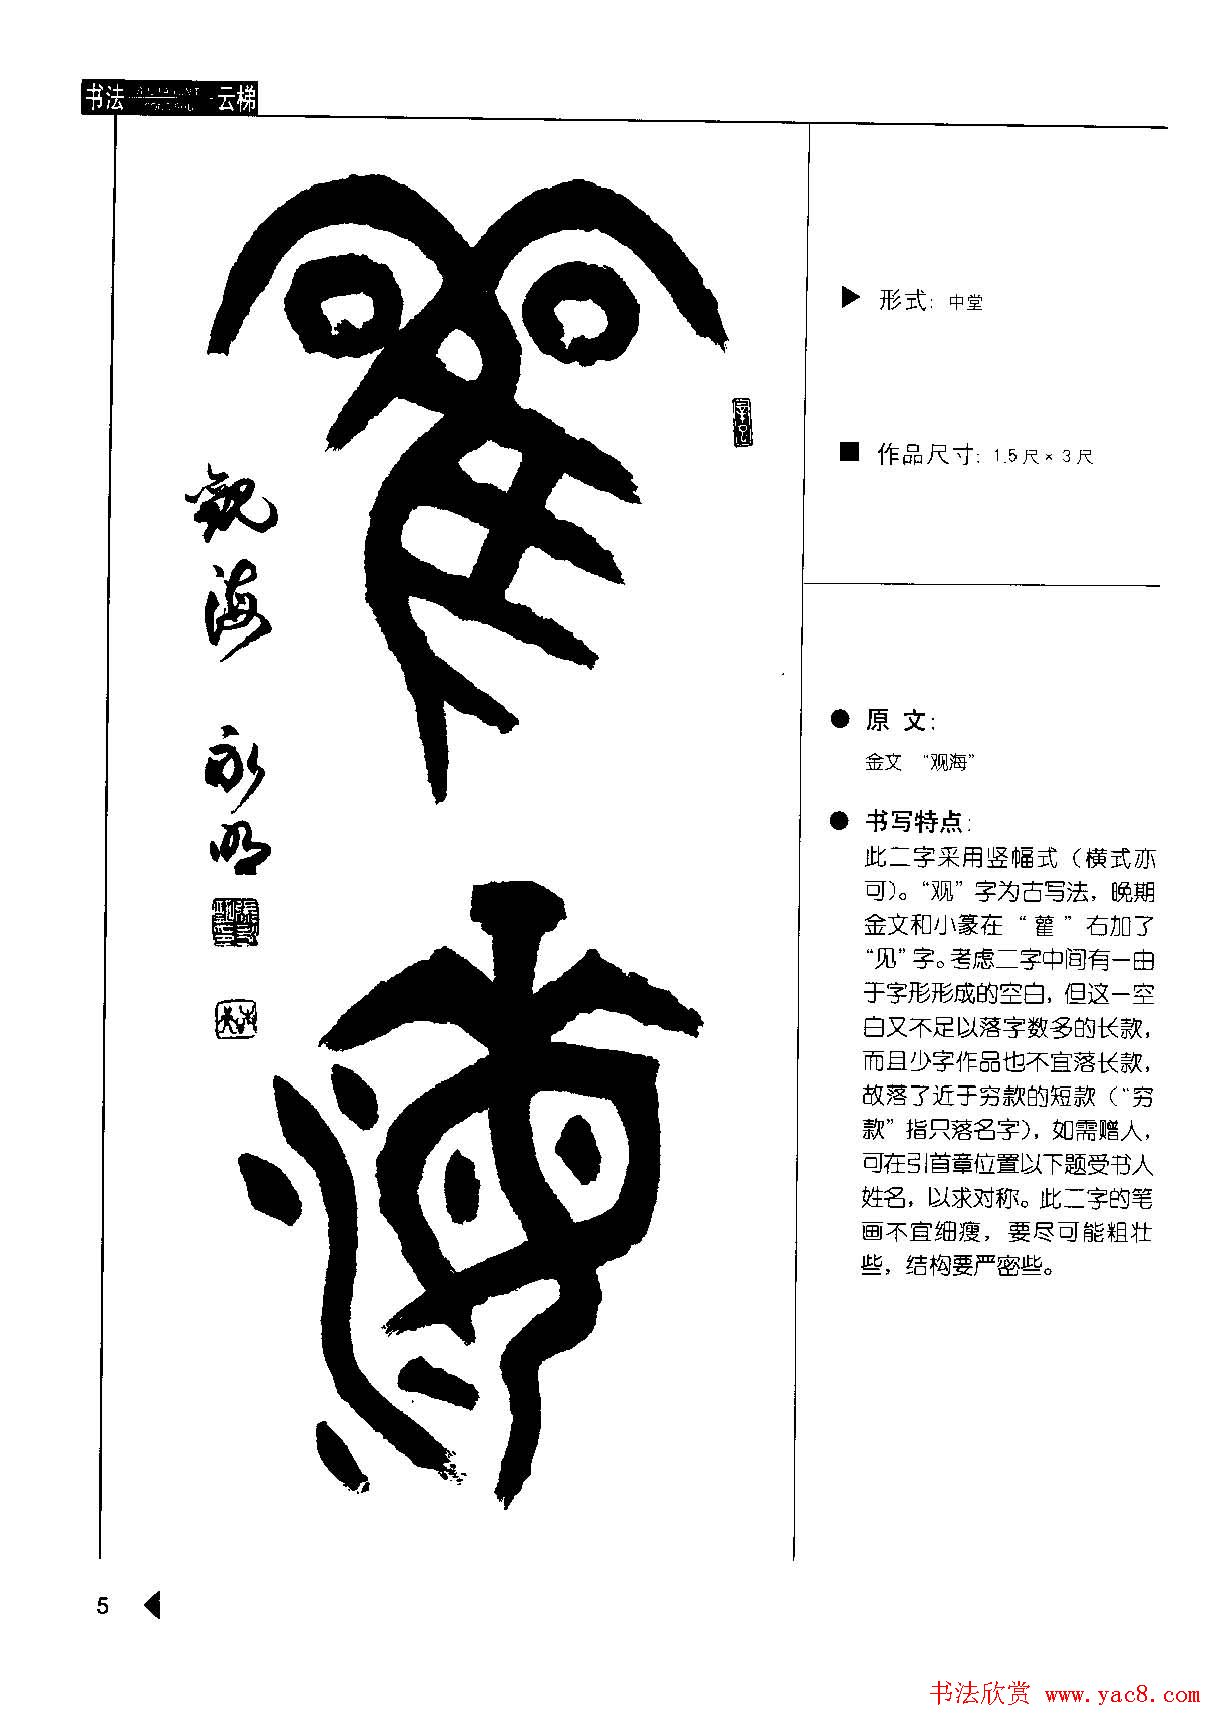 书法
云梯
觀海 永明
形式：中堂
作品尺寸：1.5尺×3尺
原 文：
金文 “观海”
书写特点：
此二字采用竖幅式（横式亦
可）。“观”字为古写法，晚期
金文和小篆在“雚”右加了
“见”字。考虑二字中间有一由
于字形形成的空白，但这一空
白又不足以落字数多的长款，
而且少字作品也不宜落长款，
故落了近于穷款的短款（“穷
款”指只落名字），如需赠人，
可在引首章位置以下题受书人
姓名，以求对称。此二字的笔
画不宜细瘦，要尽可能粗壮
些，结构要严密些。
5
书法欣赏 www.yac8.com